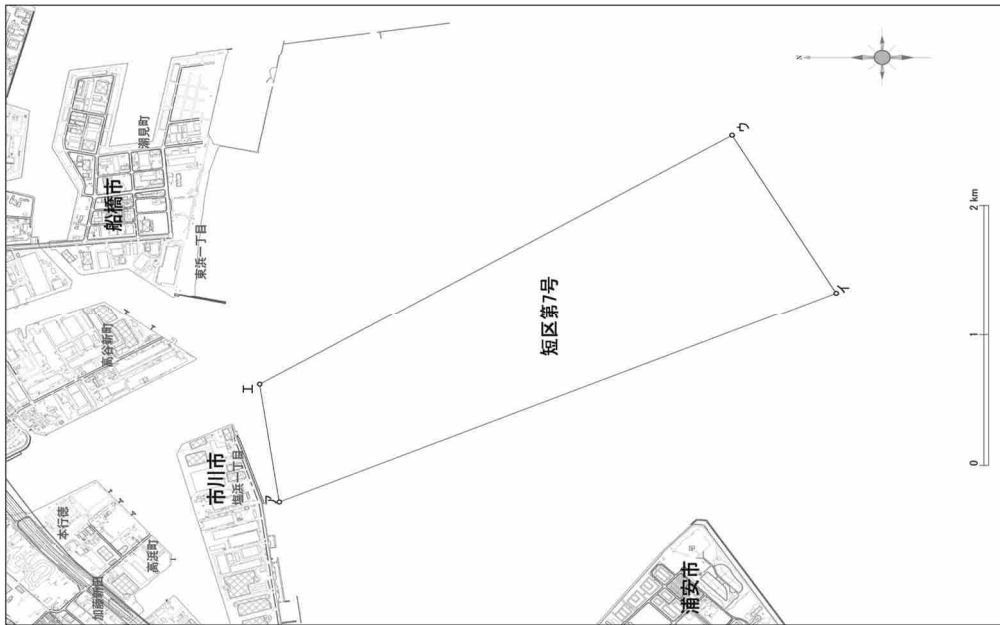 船橋市
潮見町
東浜一丁目
高谷新町
市川市
塩浜一丁目
本行徳
高浜町
加藤新田
浦安市
短区第7号
ア
イ
ウ
エ
N
0
1
2 km